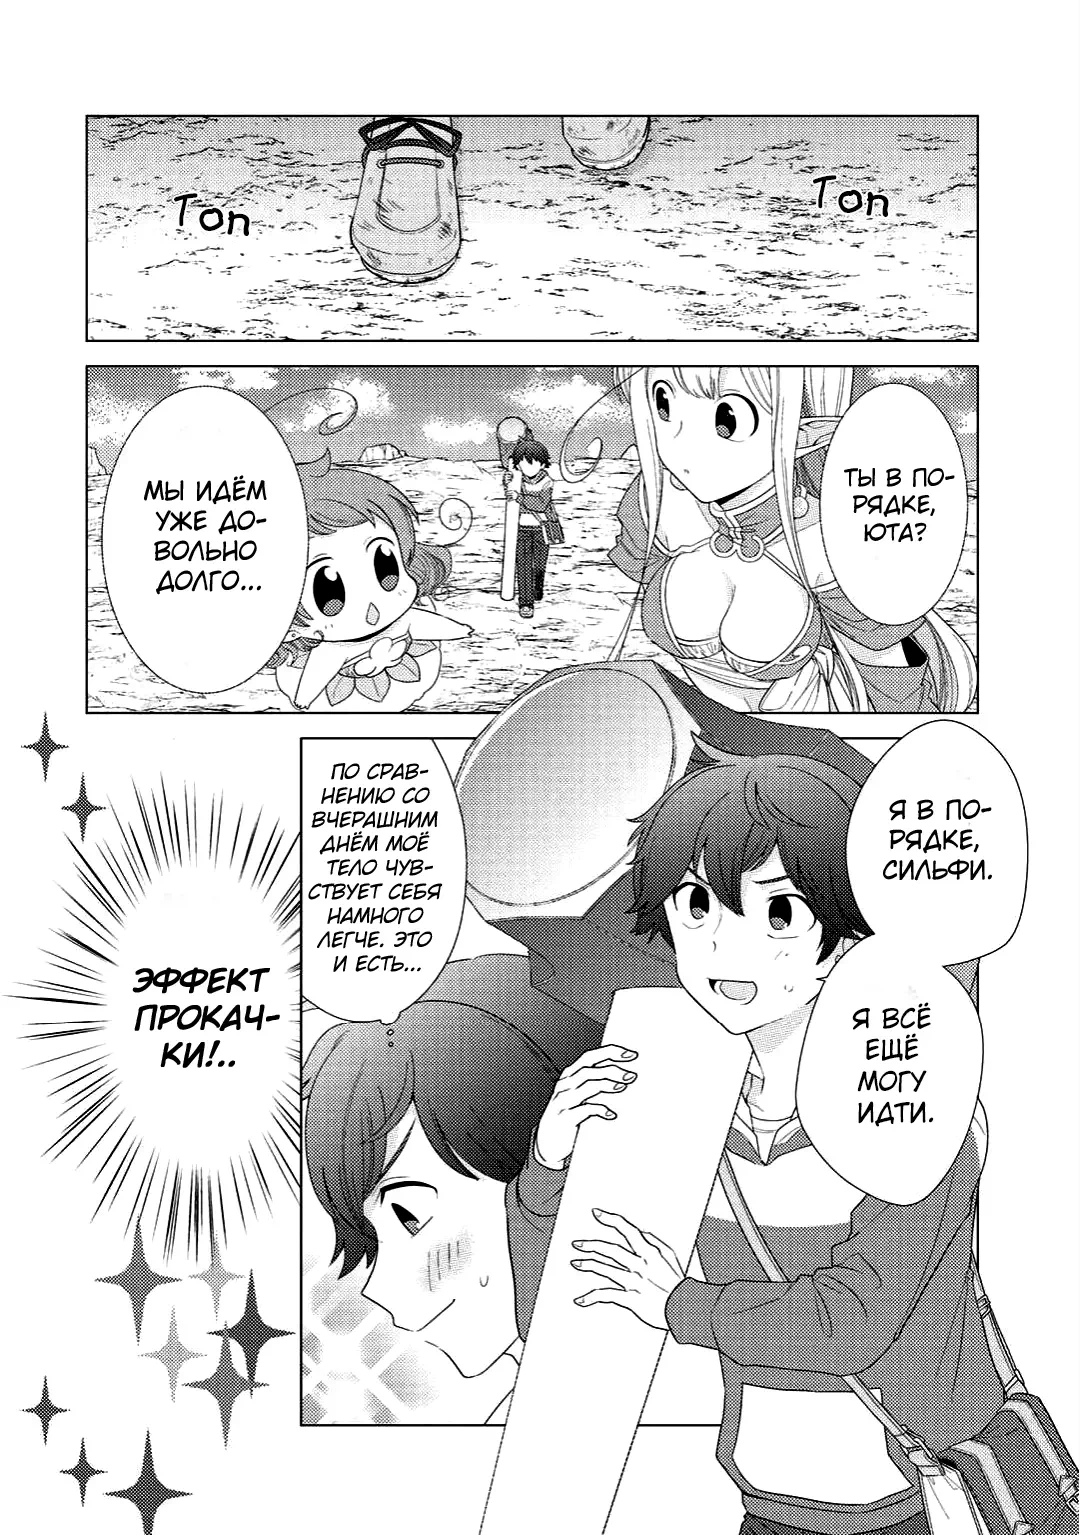 Топ
Топ
ТЫ В ПО-
РЯДКЕ,
ЮТА?
МЫ ИДЁМ
УЖЕ ДО-
ВОЛЬНО
ДОЛГО...
Я В ПО-
РЯДКЕ,
СИЛЬФИ.
Я ВСЁ
ЕЩЁ
МОГУ
ИДТИ.
ПО СРАВ-
НЕНИЮ СО
ВЧЕРАШНИМ
ДНЁМ МОЁ
ТЕЛО ЧУВ-
СТВУЕТ СЕБЯ
НАМНОГО
ЛЕГЧЕ. ЭТО
И ЕСТЬ...
ЭФФЕКТ
ПРОКАЧ-
КИ!..